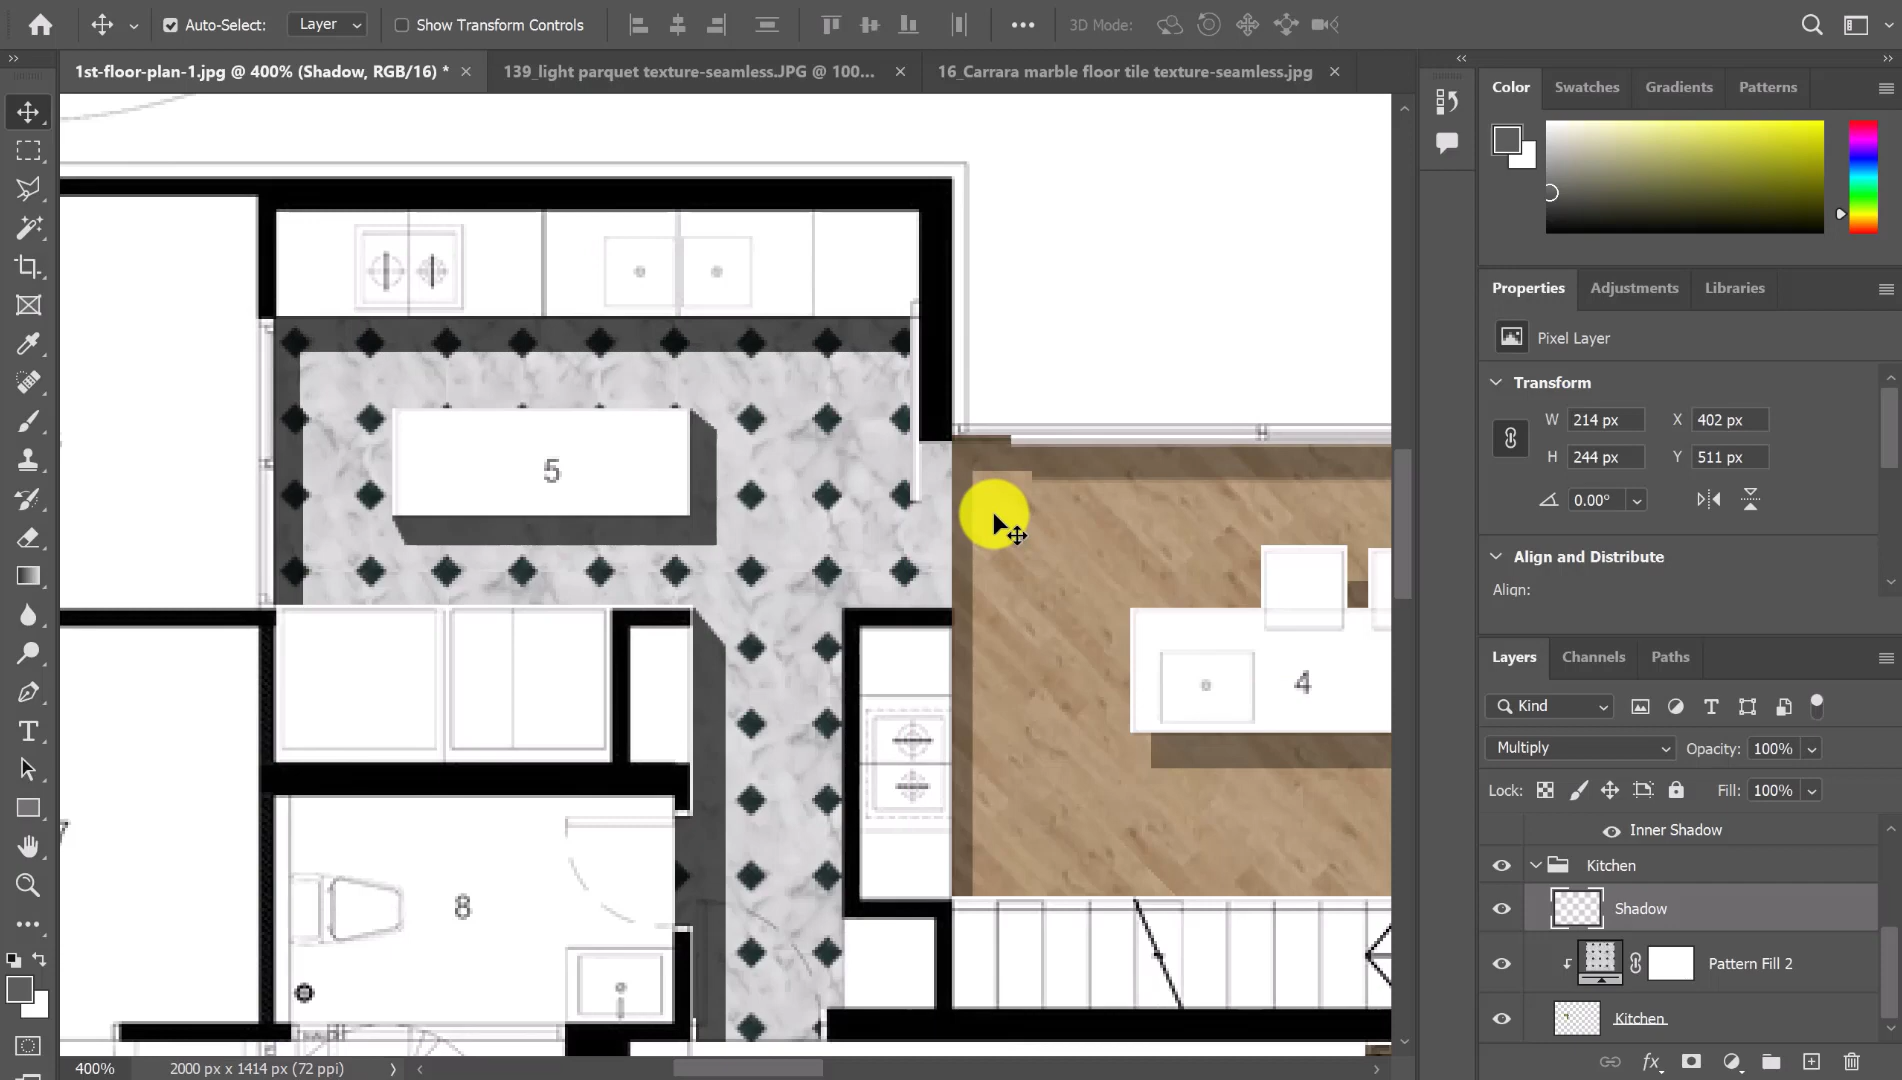 Auto-Select:
Layer
Show Transform Controls
3D Mode:
1st-floor-plan-1.jpg @ 400% (Shadow, RGB/16) *
139_light parquet texture-seamless.JPG @ 100...
16_Carrara marble floor tile texture-seamless.jpg
Color
Swatches
Gradients
Patterns
Properties
Adjustments
Libraries
Pixel Layer
Transform
W 214 px
X 402 px
H 244 px
Y 511 px
0.00°
Align and Distribute
Align:
Layers
Channels
Paths
Kind
Multiply
Opacity: 100%
Lock:
Fill: 100%
Inner Shadow
Kitchen
Shadow
Pattern Fill 2
Kitchen
fx
5
4
8
7
400%
2000 px x 1414 px (72 ppi)